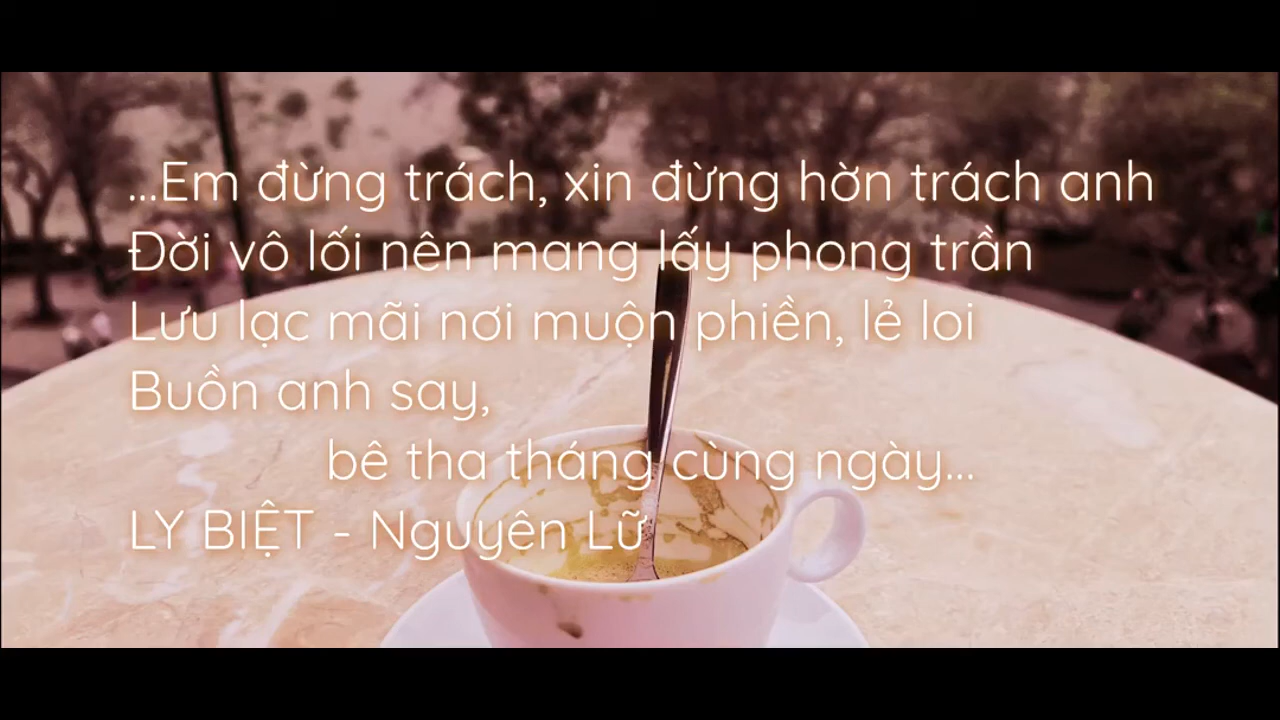 ...Em đừng trách, xin đừng hờn trách anh
Đời vô lối nên mang lấy phong trần
Lưu lạc mãi nơi muộn phiền, lẻ loi
Buồn anh say,
bê tha tháng cùng ngày...
LY BIỆT - Nguyên Lữ